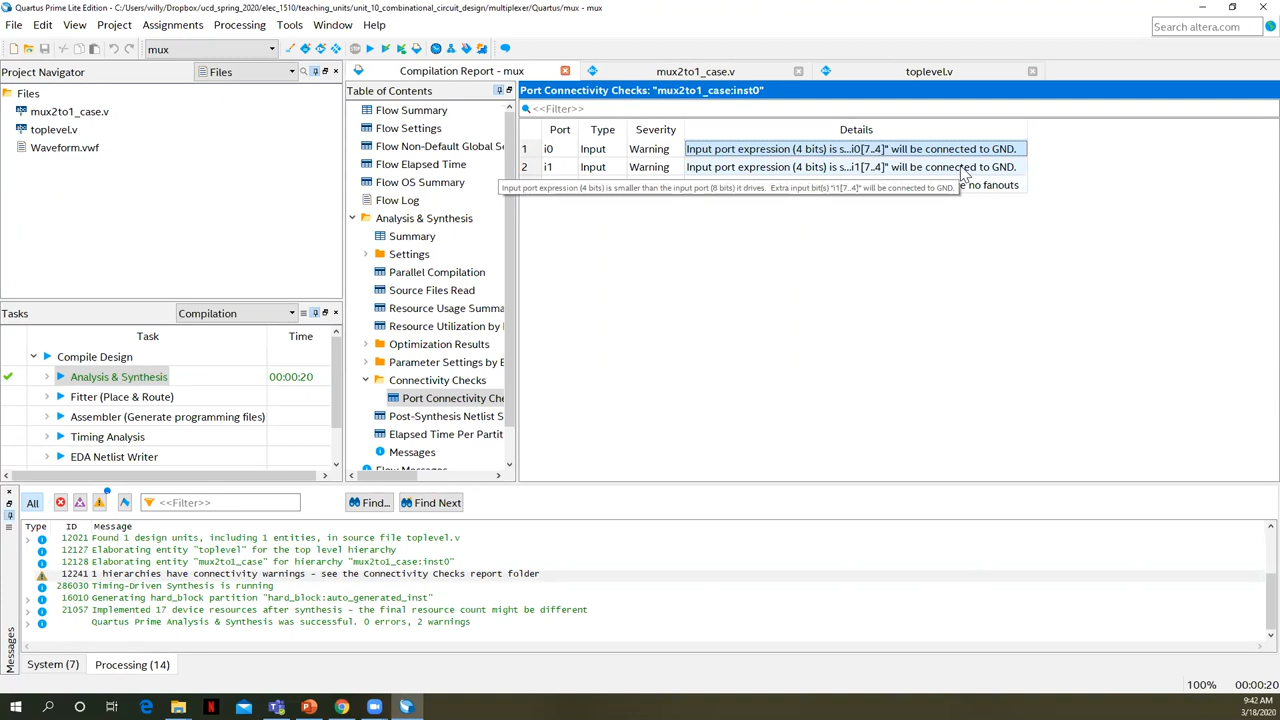 Quartus Prime Lite Edition - C:/Users/willy/Dropbox/ucd_spring_2020/elec_1510/teaching_units/unit_10_combinational_circuit_design/multiplexer/Quartus/mux - mux
File Edit View Project Assignments Processing Tools Window Help
Search altera.com
mux
Project Navigator Files
Files
mux2to1_case.v
toplevel.v
Waveform.vwf
Tasks Compilation
Task Time
Compile Design
Analysis & Synthesis 00:00:20
Fitter (Place & Route)
Assembler (Generate programming files)
Timing Analysis
EDA Netlist Writer
Compilation Report - mux mux2to1_case.v toplevel.v
Table of Contents
Flow Summary
Flow Settings
Flow Non-Default Global Se
Flow Elapsed Time
Flow OS Summary
Flow Log
Analysis & Synthesis
Summary
Settings
Parallel Compilation
Source Files Read
Resource Usage Summa
Resource Utilization by
Optimization Results
Parameter Settings by E
Connectivity Checks
Port Connectivity Che
Post-Synthesis Netlist S
Elapsed Time Per Partit
Messages
Port Connectivity Checks: "mux2to1_case:inst0"
<<Filter>>
Port Type Severity Details
1 i0 Input Warning Input port expression (4 bits) is s...i0[7..4]" will be connected to GND.
2 i1 Input Warning Input port expression (4 bits) is s...i1[7..4]" will be connected to GND.
no fanouts
Input port expression (4 bits) is smaller than the input port (8 bits) it drives. Extra input bit(s) "i1[7..4]" will be connected to GND.
All <<Filter>> Find... Find Next
Type ID Message
12021 Found 1 design units, including 1 entities, in source file toplevel.v
12127 Elaborating entity "toplevel" for the top level hierarchy
12128 Elaborating entity "mux2to1_case" for hierarchy "mux2to1_case:inst0"
12241 1 hierarchies have connectivity warnings - see the Connectivity Checks report folder
286030 Timing-Driven Synthesis is running
16010 Generating hard_block partition "hard_block:auto_generated_inst"
21057 Implemented 17 device resources after synthesis - the final resource count might be different
Quartus Prime Analysis & Synthesis was successful. 0 errors, 2 warnings
Messages
System (7) Processing (14)
100% 00:00:20
9:42 AM
3/18/2020